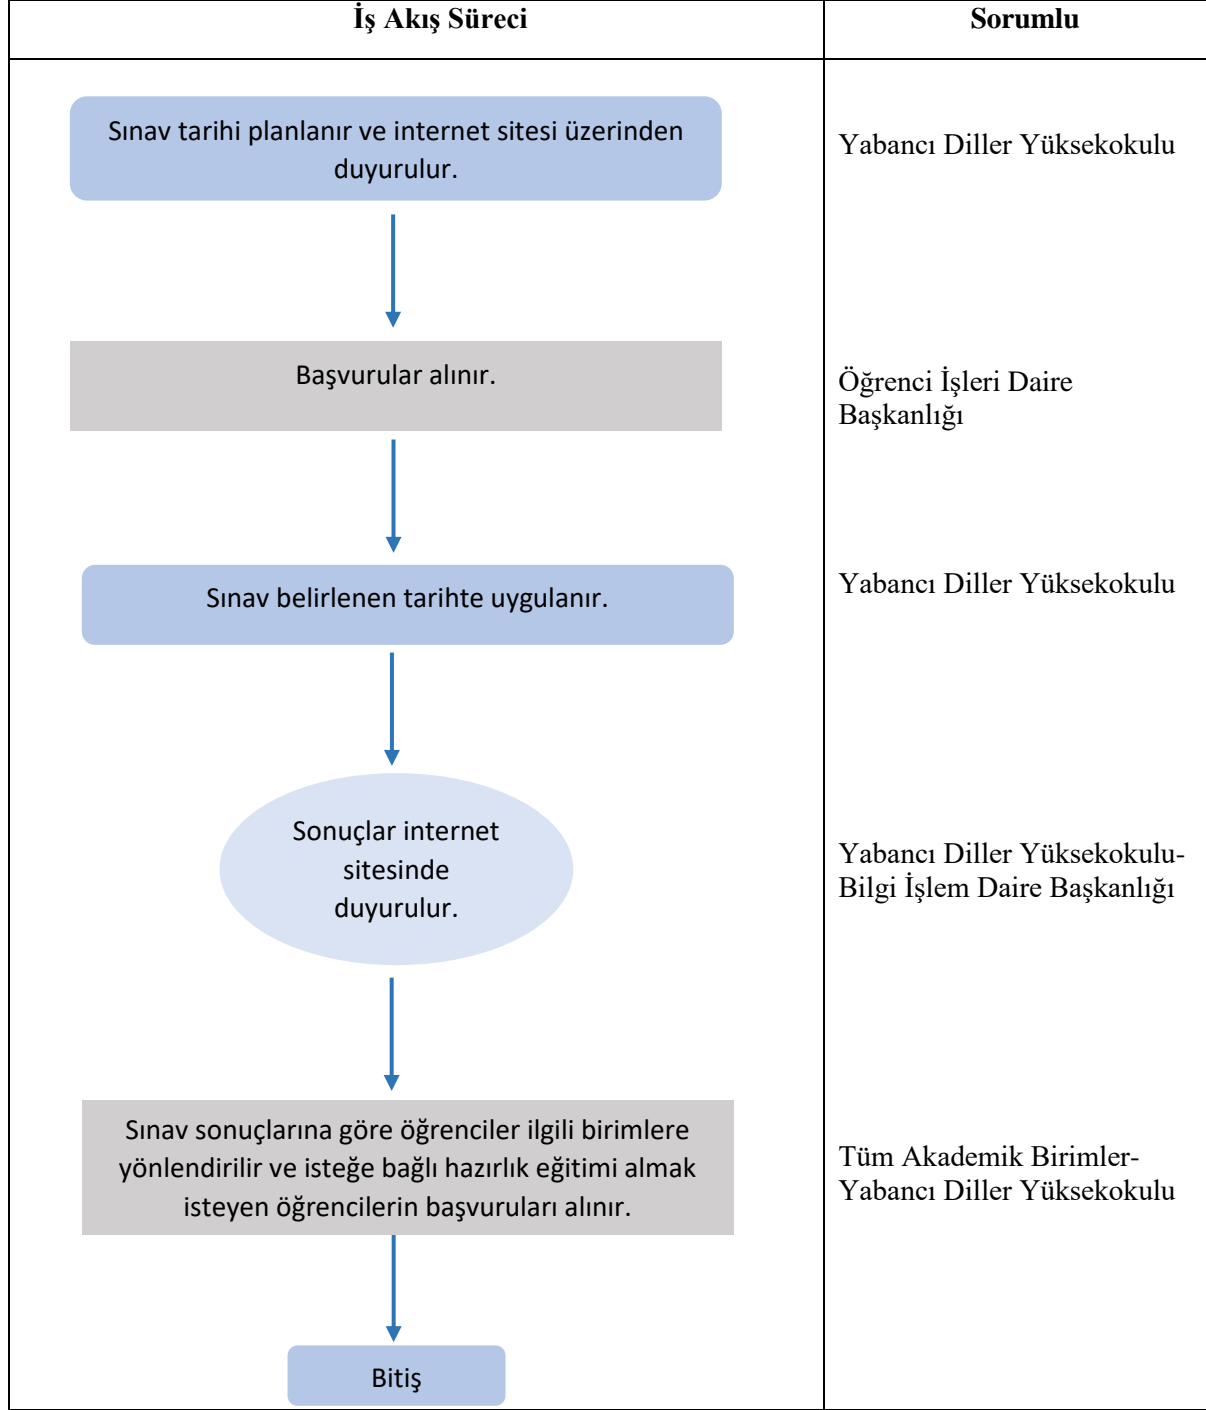 İş Akış Süreci
Sorumlu
Sınav tarihi planlanır ve internet sitesi üzerinden
duyurulur.
Yabancı Diller Yüksekokulu
Başvurular alınır.
Öğrenci İşleri Daire
Başkanlığı
Sınav belirlenen tarihte uygulanır.
Yabancı Diller Yüksekokulu
Sonuçlar internet
sitesinde
duyurulur.
Yabancı Diller Yüksekokulu-
Bilgi İşlem Daire Başkanlığı
Sınav sonuçlarına göre öğrenciler ilgili birimlere
yönlendirilir ve isteğe bağlı hazırlık eğitimi almak
isteyen öğrencilerin başvuruları alınır.
Tüm Akademik Birimler-
Yabancı Diller Yüksekokulu
Bitiş